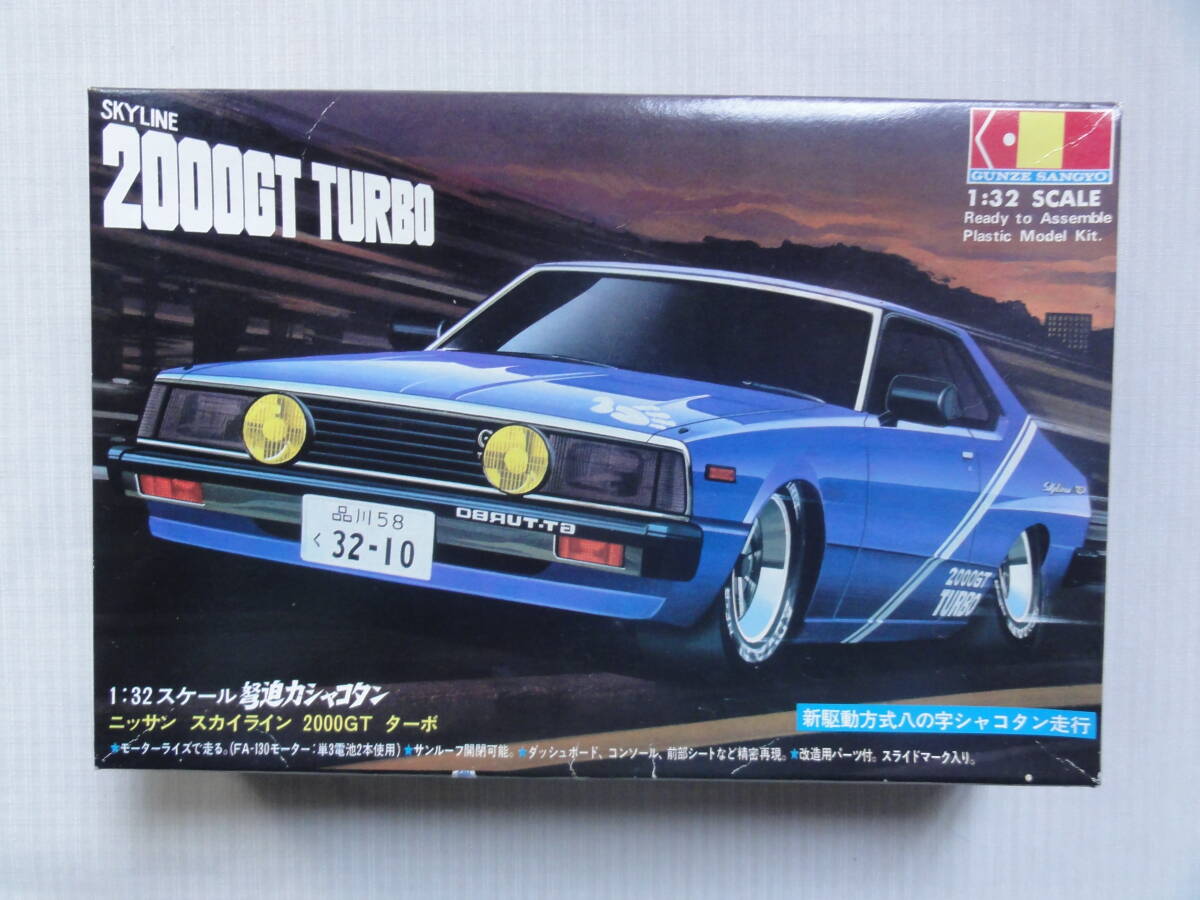 SKYLINE
2000GT TURBO
GUNZE SANGYO
1:32 SCALE
Ready to Assemble
Plastic Model Kit.
品川58
く 32-10
GT·TURBO
2000GT
TURBO
1:32スケール 弩迫力シャコタン
ニッサン スカイライン 2000GT ターボ
新駆動方式八の字シャコタン走行
★モーターライズで走る。(FA-130モーター:単3電池2本使用)★サンルーフ開閉可能。★ダッシュボード、コンソール、前部シートなど精密再現。★改造用パーツ付。スライドマーク入り。